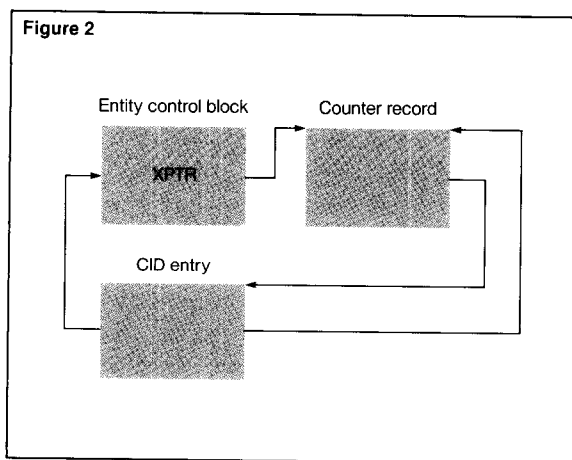 Figure 2
Entity control block
Counter record
XPTR
CID entry